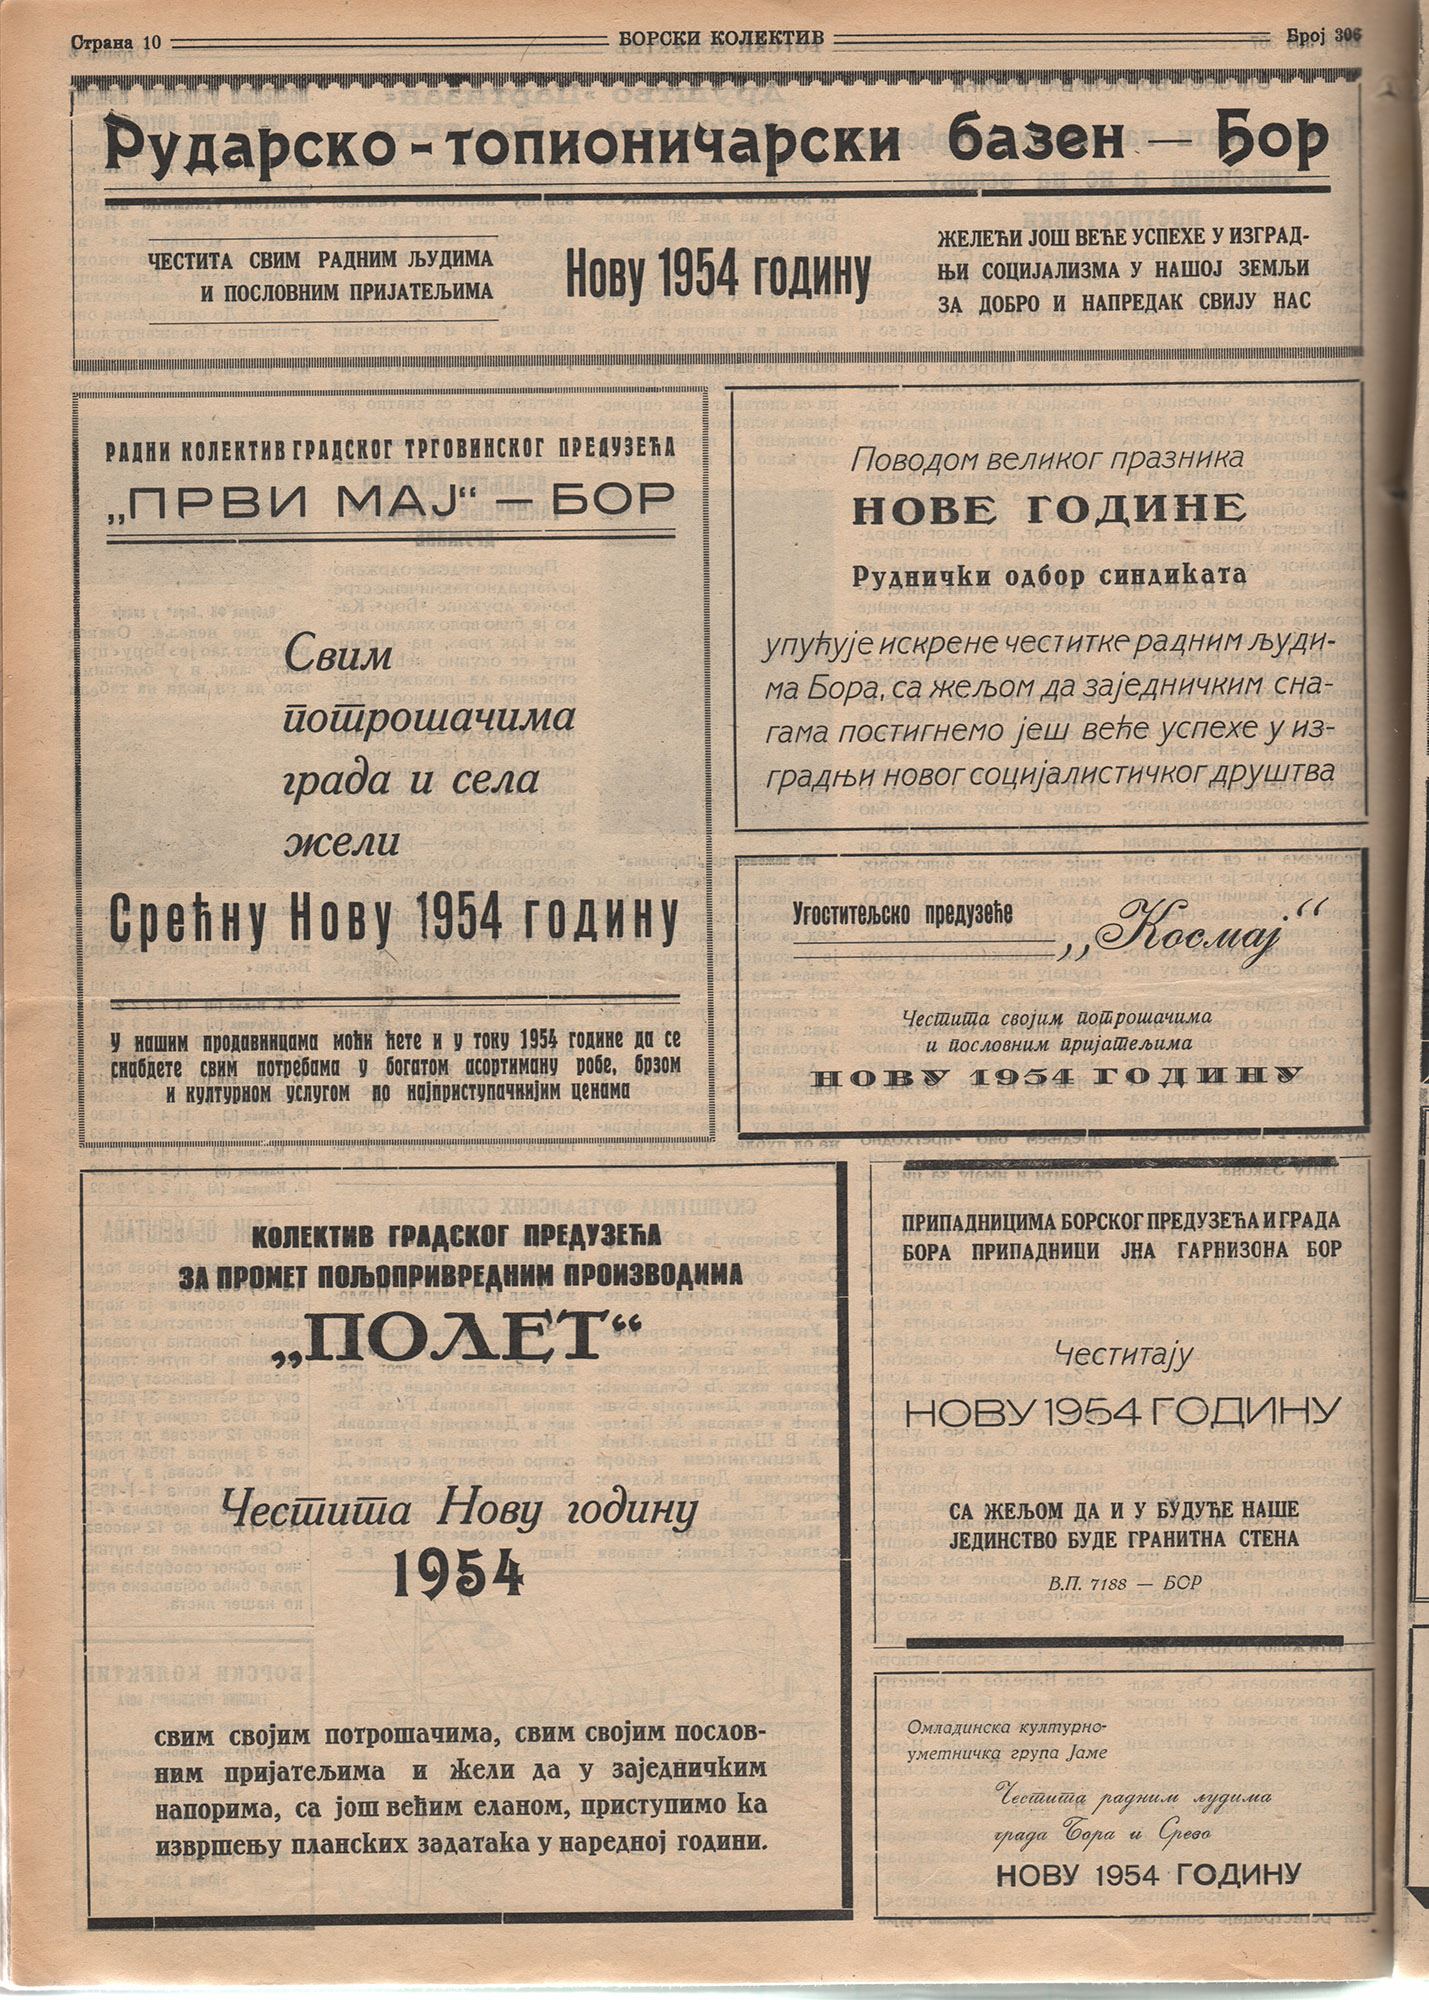 Страна 10
БОРСКИ КОЛЕКТИВ
Број 306
Рударско-топионичарски базен — Бор
ЧЕСТИТА СВИМ РАДНИМ ЉУДИМА
И ПОСЛОВНИМ ПРИЈАТЕЉИМА
Нову 1954 годину
ЖЕЛЕЋИ ЈОШ ВЕЋЕ УСПЕХЕ У ИЗГРАД-
ЊИ СОЦИЈАЛИЗМА У НАШОЈ ЗЕМЉИ
ЗА ДОБРО И НАПРЕДАК СВИЈУ НАС
РАДНИ КОЛЕКТИВ ГРАДСКОГ ТРГОВИНСКОГ ПРЕДУЗЕЋА
„ПРВИ МАЈ“ — БОР
Свим
потрошачима
града и села
жели
Срећну Нову 1954 годину
У нашим продавницама моћи ћете и у току 1954 године да се
снабдете свим потребама у богатом асортиману робе, брзом
и културном услугом по најприступачнијим ценама
Поводом великог празника
НОВЕ ГОДИНЕ
Руднички одбор синдиката
упућује искрене честитке радним људи-
ма Бора, са жељом да заједничким сна-
гама постигнемо јеш веће успехе у из-
градњи новог социјалистичког друштва
Угоститељско предузеће
„Космај“
Честита својим потрошачима
и пословним пријатељима
НОВУ 1954 ГОДИНУ
КОЛЕКТИВ ГРАДСКОГ ПРЕДУЗЕЋА
ЗА ПРОМЕТ ПОЉОПРИВРЕДНИМ ПРОИЗВОДИМА
„ПОЛЕТ“
Честита Нову годину
1954
свим својим потрошачима, свим својим послов-
ним пријатељима и жели да у заједничким
напорима, са још већим еланом, приступимо ка
извршењу планских задатака у наредној години.
ПРИПАДНИЦИМА БОРСКОГ ПРЕДУЗЕЋА И ГРАДА
БОРА ПРИПАДНИЦИ ЈНА ГАРНИЗОНА БОР
Честитају
НОВУ 1954 ГОДИНУ
СА ЖЕЉОМ ДА И У БУДУЋЕ НАШЕ
ЈЕДИНСТВО БУДЕ ГРАНИТНА СТЕНА
В.П. 7188 — БОР
Омладинска културно-
уметничка група Јаме
Честита радним људима
града Бора и Срезо
НОВУ 1954 ГОДИНУ